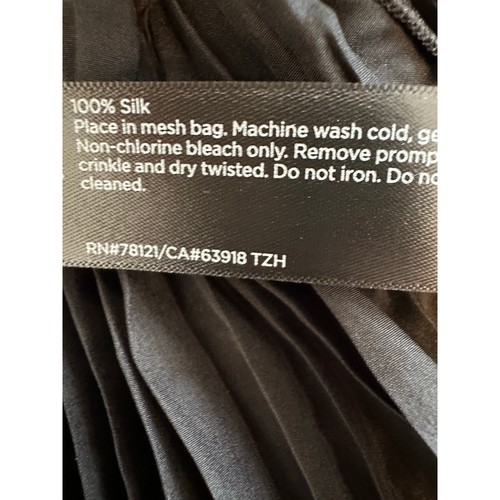 100% Silk
Place in mesh bag. Machine wash cold, ge
Non-chlorine bleach only. Remove promp
crinkle and dry twisted. Do not iron. Do no
cleaned.
RN#78121/CA#63918 TZH